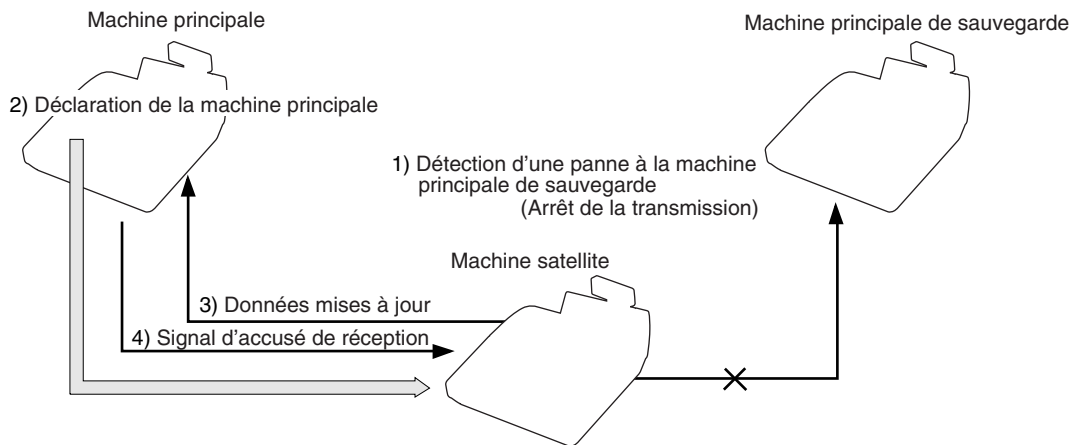 Machine principale
Machine principale de sauvegarde
2) Déclaration de la machine principale
1) Détection d'une panne à la machine
principale de sauvegarde
(Arrêt de la transmission)
Machine satellite
3) Données mises à jour
4) Signal d'accusé de réception